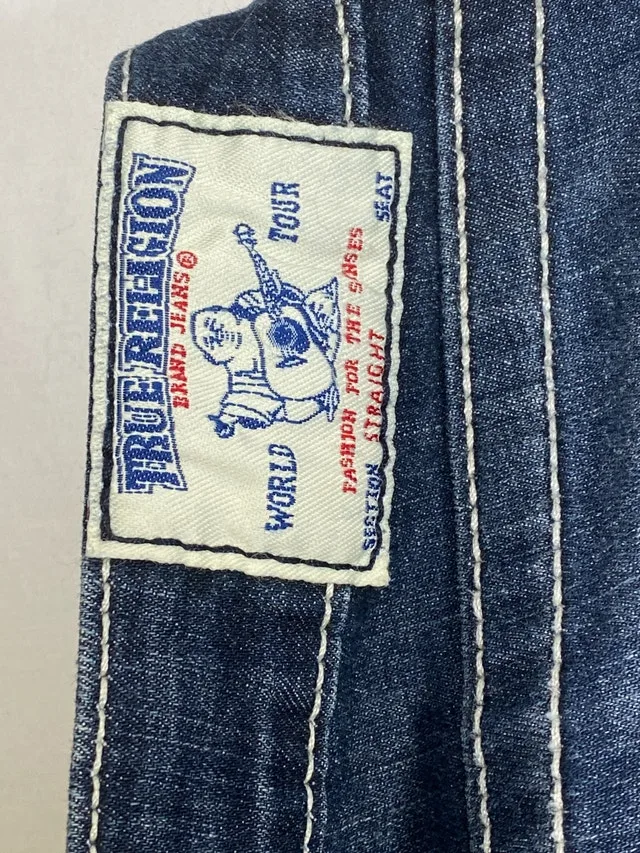 TRUE RELIGION
BRAND JEANS®
WORLD TOUR
FASHION FOR THE SENSES
SECTION STRAIGHT SEAT